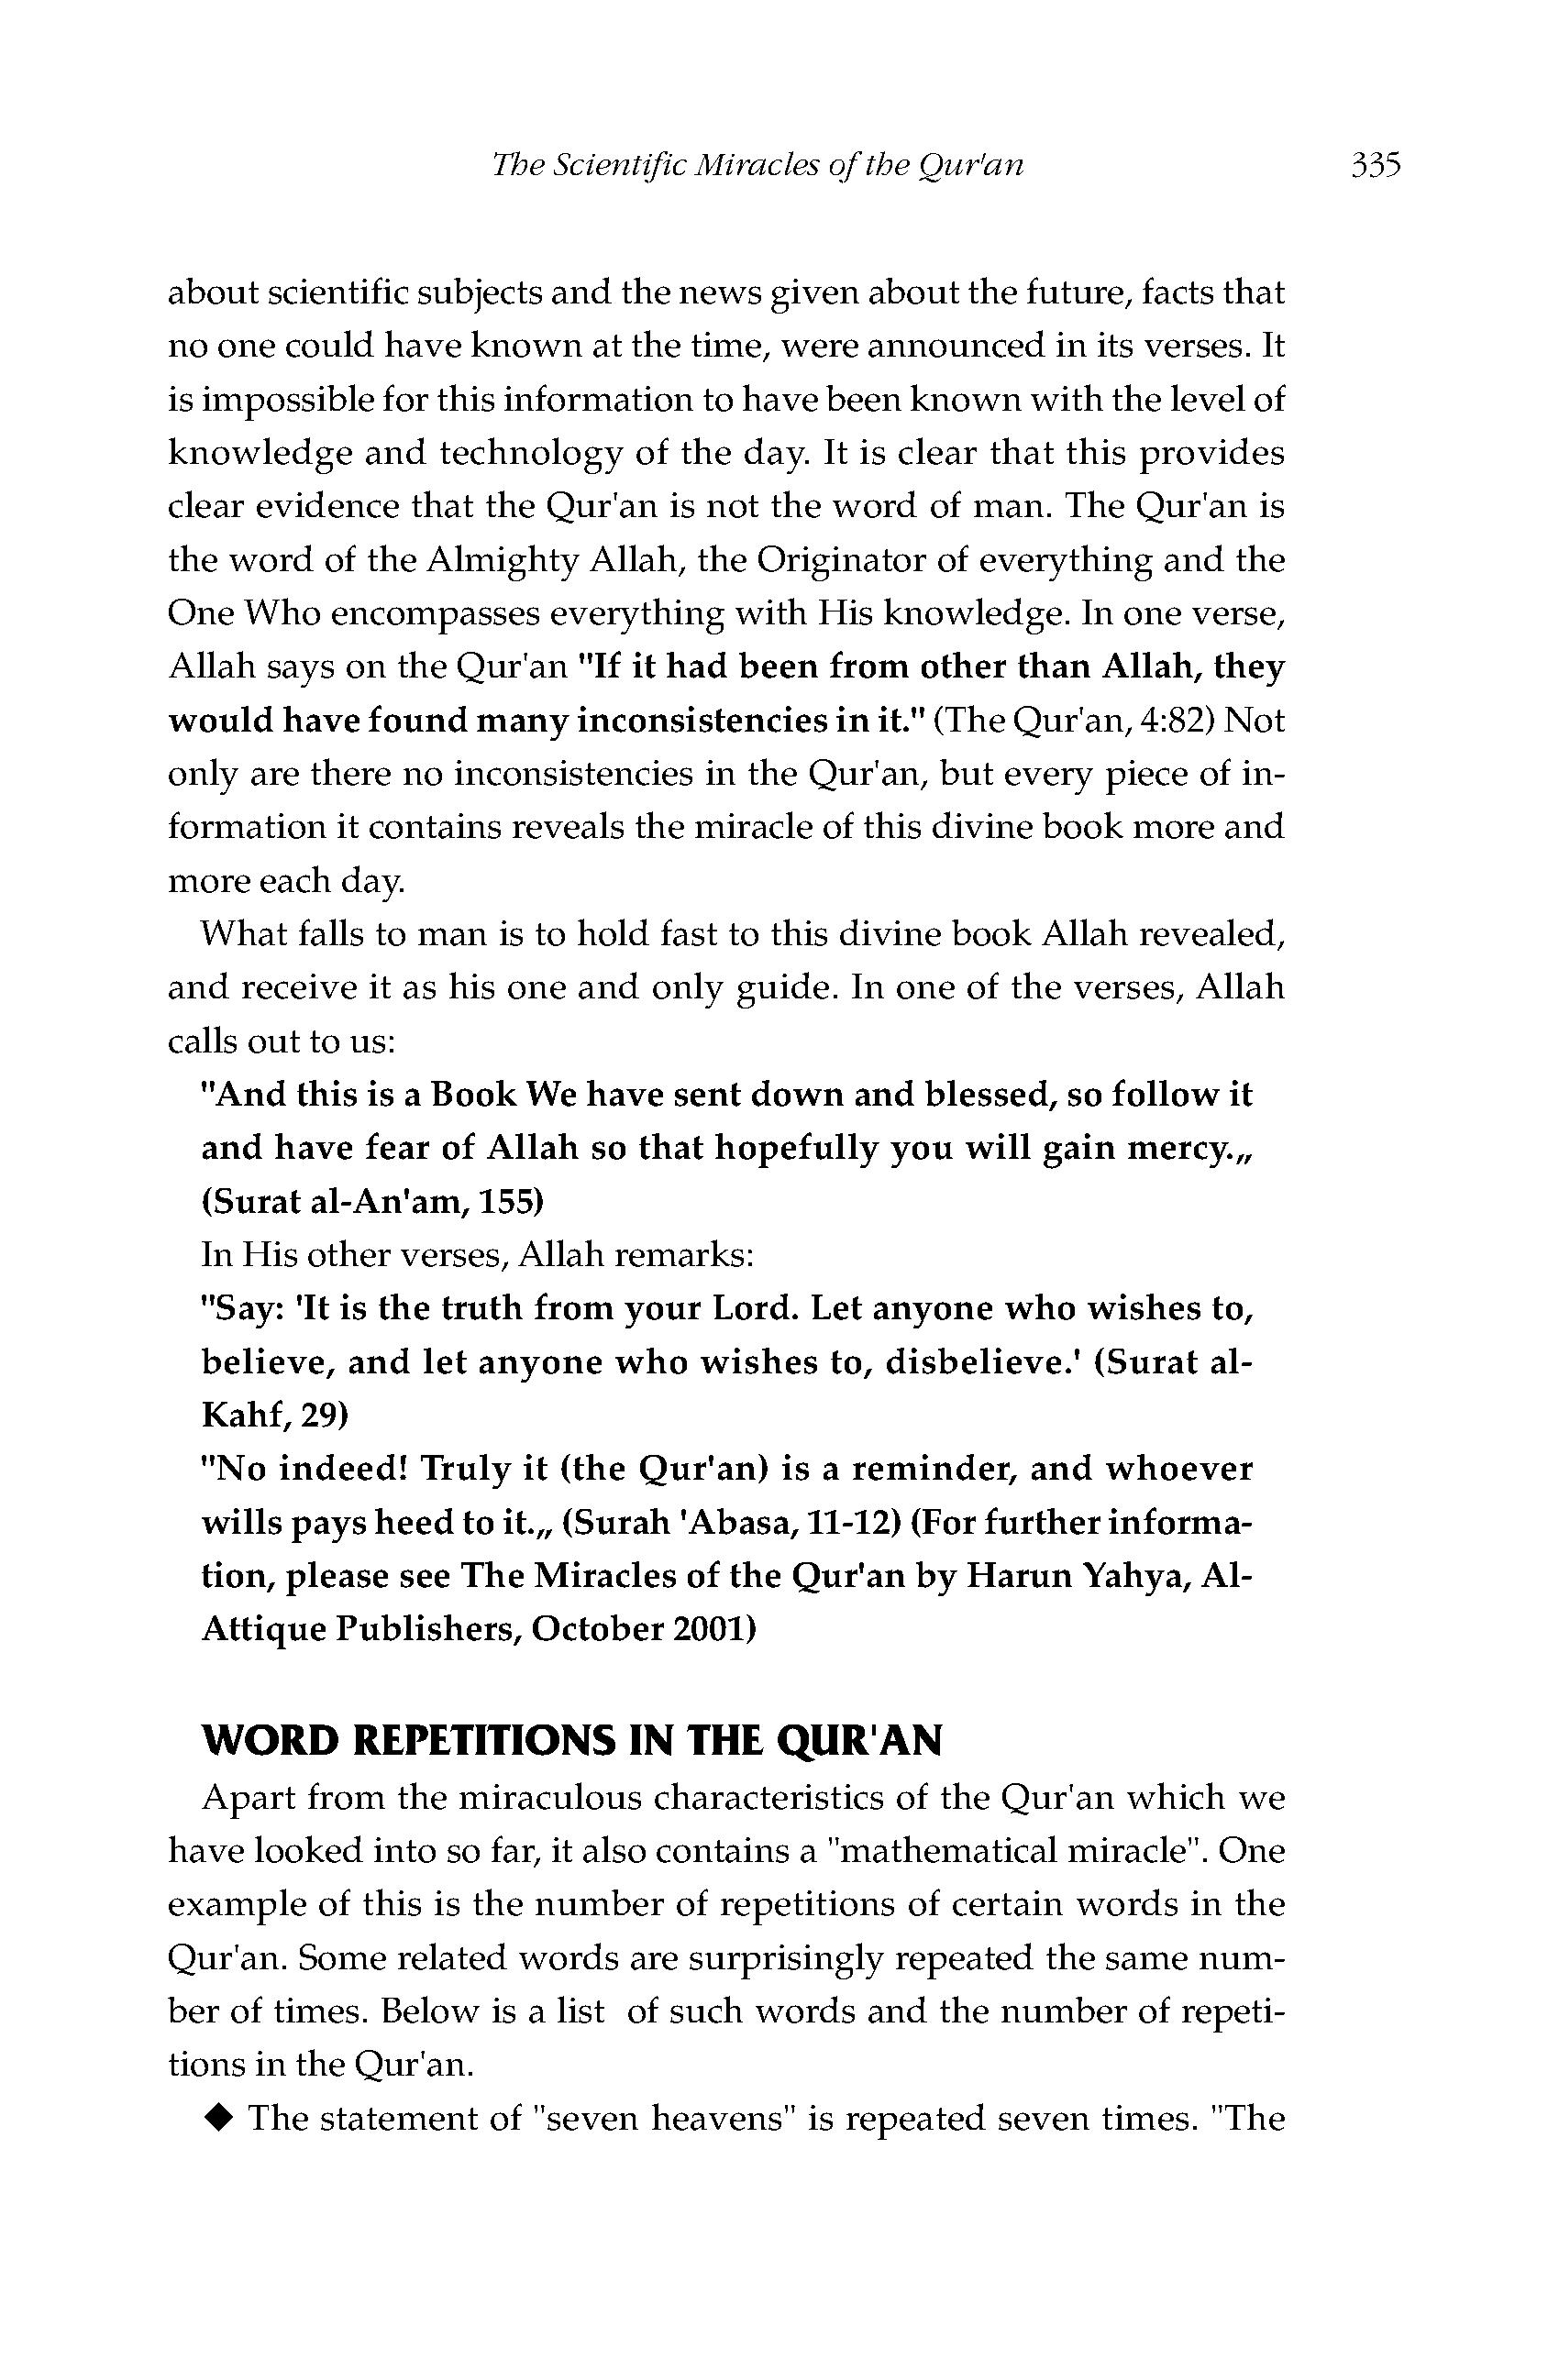 The Scientific Miracles of the Qur'an 335
about scientific subjects and the news given about the future, facts that
no one could have known at the time, were announced in its verses. It
is impossible for this information to have been known with the level of
knowledge and technology of the day. It is clear that this provides
clear evidence that the Qur'an is not the word of man. The Qur'an is
the word of the Almighty Allah, the Originator of everything and the
One Who encompasses everything with His knowledge. In one verse,
Allah says on the Qur'an "If it had been from other than Allah, they
would have found many inconsistencies in it." (The Qur'an, 4:82) Not
only are there no inconsistencies in the Qur'an, but every piece of in-
formation it contains reveals the miracle of this divine book more and
more each day.
What falls to man is to hold fast to this divine book Allah revealed,
and receive it as his one and only guide. In one of the verses, Allah
calls out to us:
"And this is a Book We have sent down and blessed, so follow it
and have fear of Allah so that hopefully you will gain mercy.„
(Surat al-An'am, 155)
In His other verses, Allah remarks:
"Say: 'It is the truth from your Lord. Let anyone who wishes to,
believe, and let anyone who wishes to, disbelieve.' (Surat al-
Kahf, 29)
"No indeed! Truly it (the Qur'an) is a reminder, and whoever
wills pays heed to it.„ (Surah 'Abasa, 11-12) (For further informa-
tion, please see The Miracles of the Qur'an by Harun Yahya, Al-
Attique Publishers, October 2001)
WORD REPETITIONS IN THE QUR'AN
Apart from the miraculous characteristics of the Qur'an which we
have looked into so far, it also contains a "mathematical miracle". One
example of this is the number of repetitions of certain words in the
Qur'an. Some related words are surprisingly repeated the same num-
ber of times. Below is a list of such words and the number of repeti-
tions in the Qur'an.
◆ The statement of "seven heavens" is repeated seven times. "The